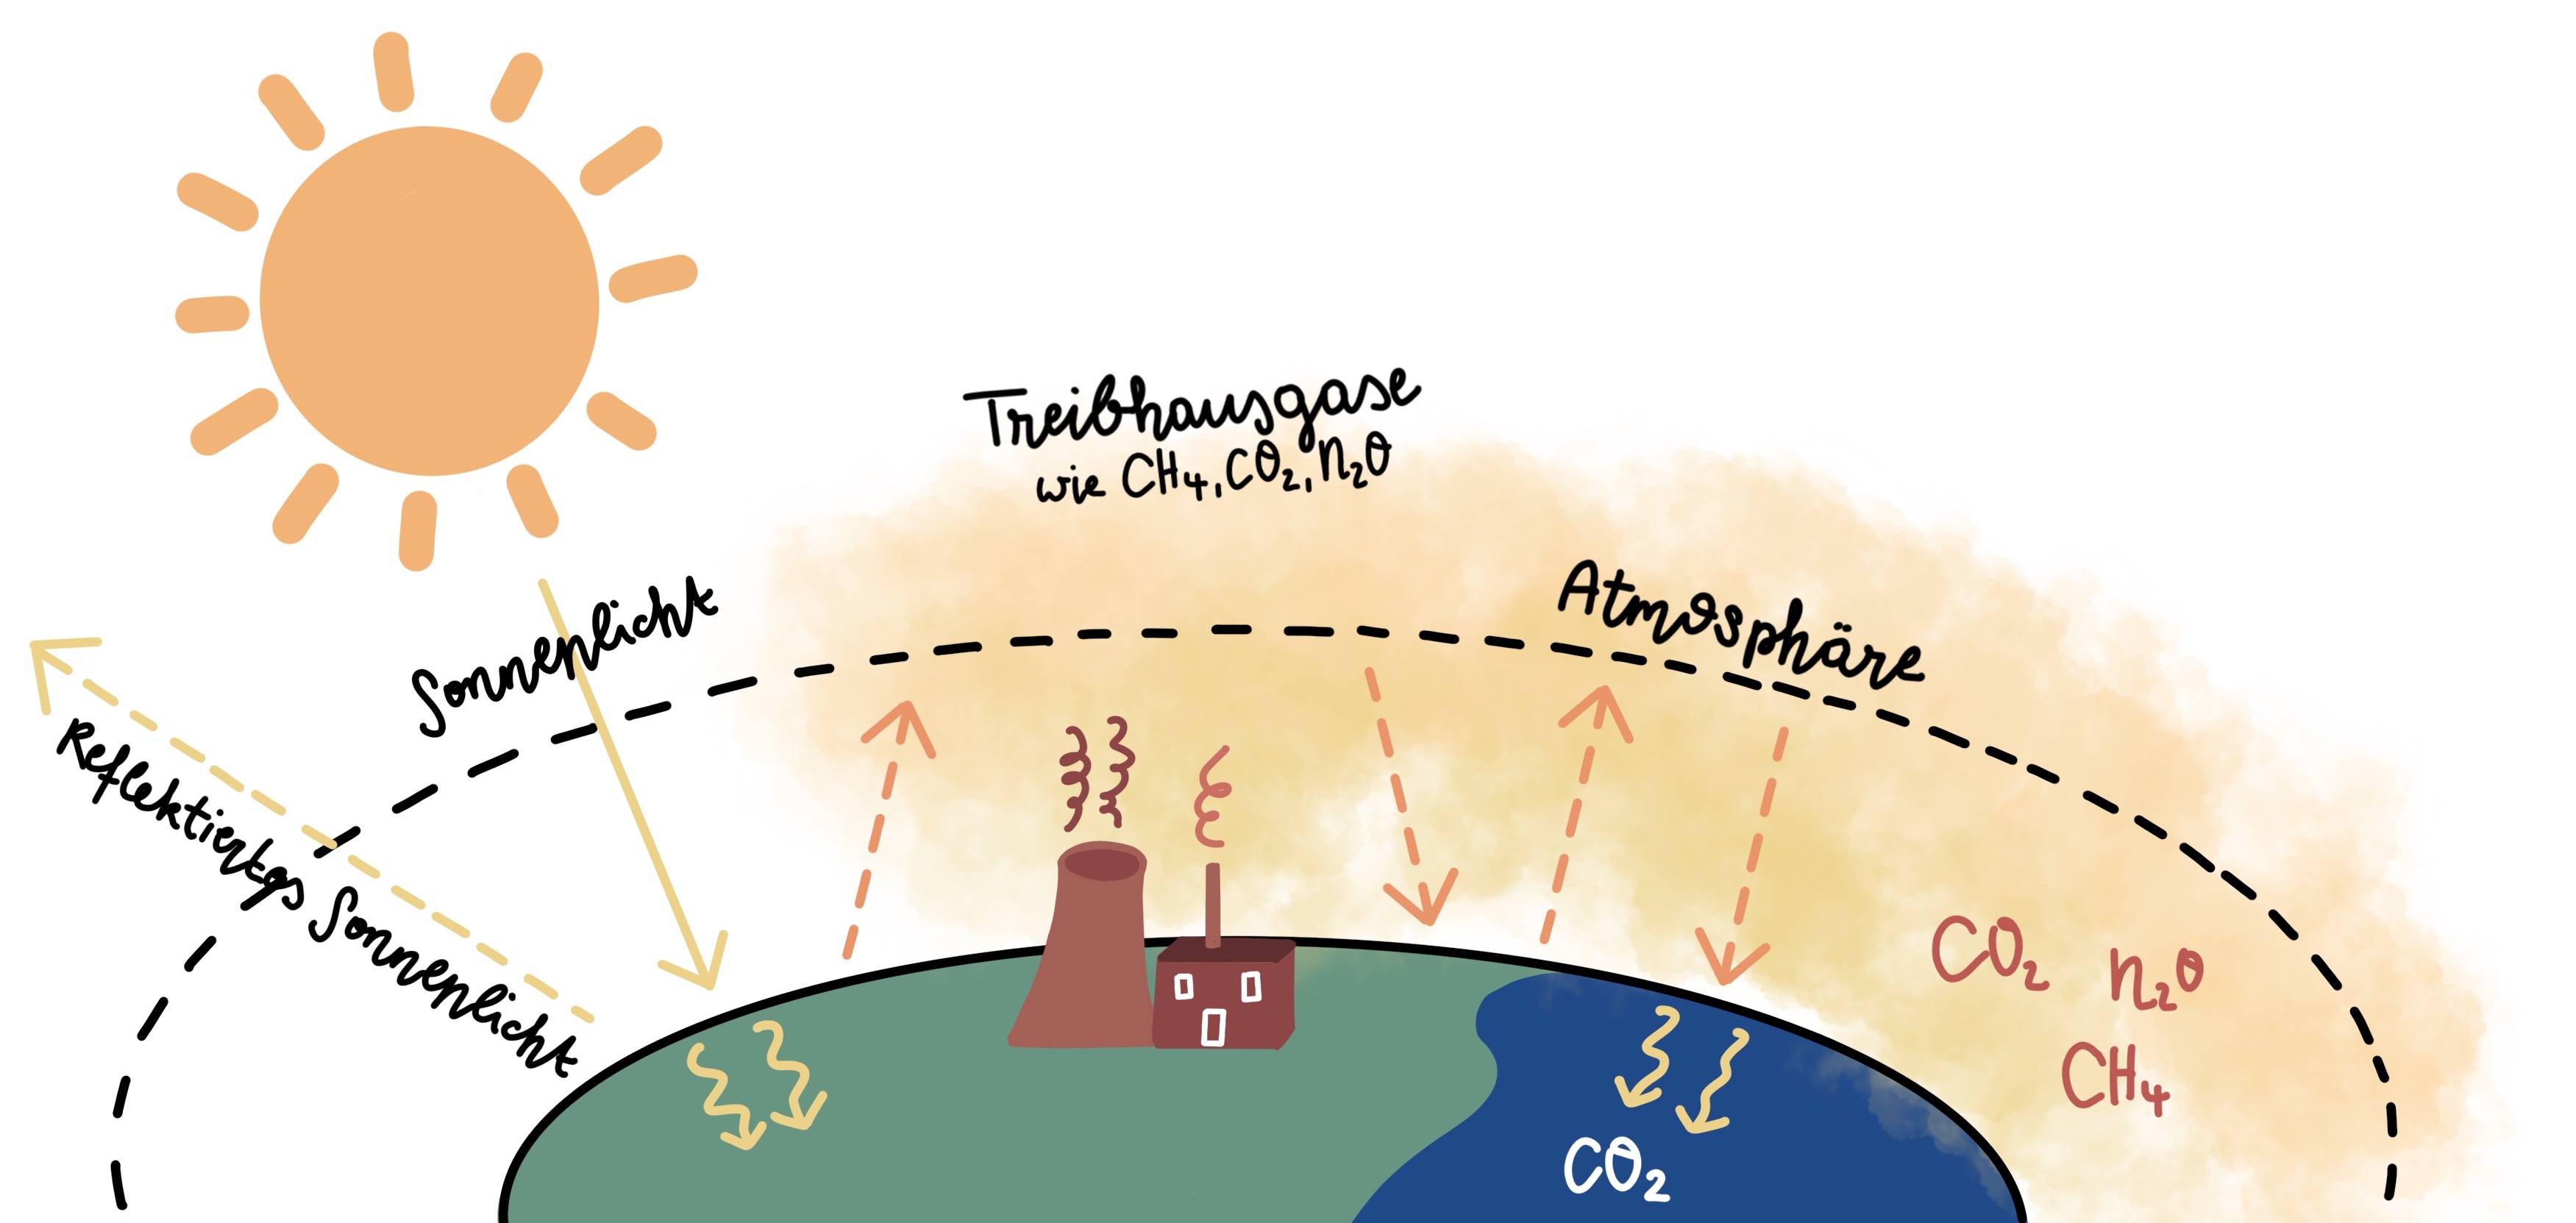 Treibhausgase
wie CH₄, CO₂, N₂O
Atmosphäre
Sonnenlicht
Reflektiertes Sonnenlicht
CO₂ N₂O
CH₄
CO₂